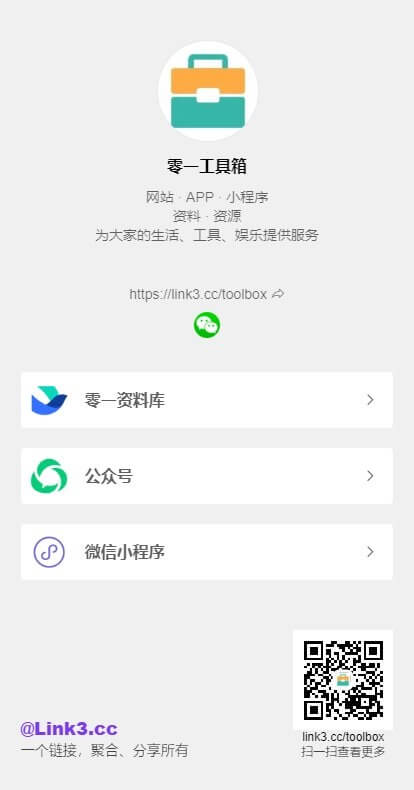 零一工具箱
网站 · APP · 小程序
资料 · 资源
为大家的生活、工具、娱乐提供服务
https://link3.cc/toolbox
零一资料库
公众号
微信小程序
@Link3.cc
一个链接，聚合、分享所有
link3.cc/toolbox
扫一扫查看更多